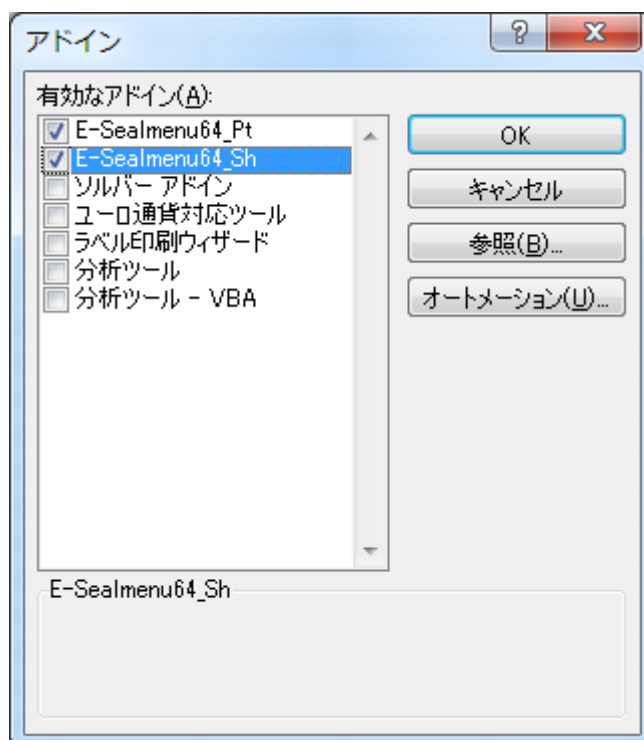 アドイン
有効なアドイン(A):
E-Sealmenu64_Pt
E-Sealmenu64_Sh
ソルバー アドイン
ユーロ通貨対応ツール
ラベル印刷ウィザード
分析ツール
分析ツール - VBA
OK
キャンセル
参照(B)...
オートメーション(U)...
E-Sealmenu64_Sh